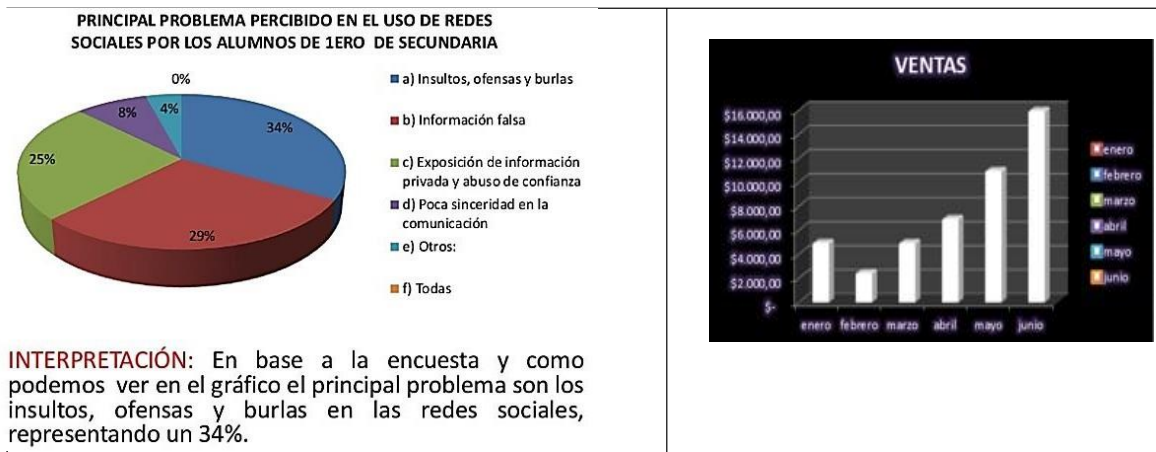 PRINCIPAL PROBLEMA PERCIBIDO EN EL USO DE REDES
SOCIALES POR LOS ALUMNOS DE 1ERO DE SECUNDARIA
0%
4%
8%
34%
25%
29%
a) Insultos, ofensas y burlas
b) Información falsa
c) Exposición de información
privada y abuso de confianza
d) Poca sinceridad en la
comunicación
e) Otros:
f) Todas
INTERPRETACIÓN: En base a la encuesta y como
podemos ver en el gráfico el principal problema son los
insultos, ofensas y burlas en las redes sociales,
representando un 34%.
VENTAS
$16.000,00
$14.000,00
$12.000,00
$10.000,00
$8.000,00
$6.000,00
$4.000,00
$2.000,00
$-
enero febrero marzo abril mayo junio
enero
febrero
marzo
abril
mayo
junio